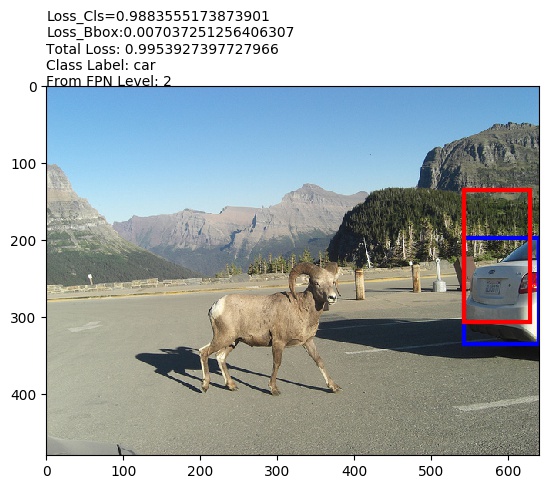 Loss_Cls=0.9883555173873901
Loss_Bbox:0.007037251256406307
Total Loss: 0.9953927397727966
Class Label: car
From FPN Level: 2
0
100
200
300
400
0 100 200 300 400 500 600